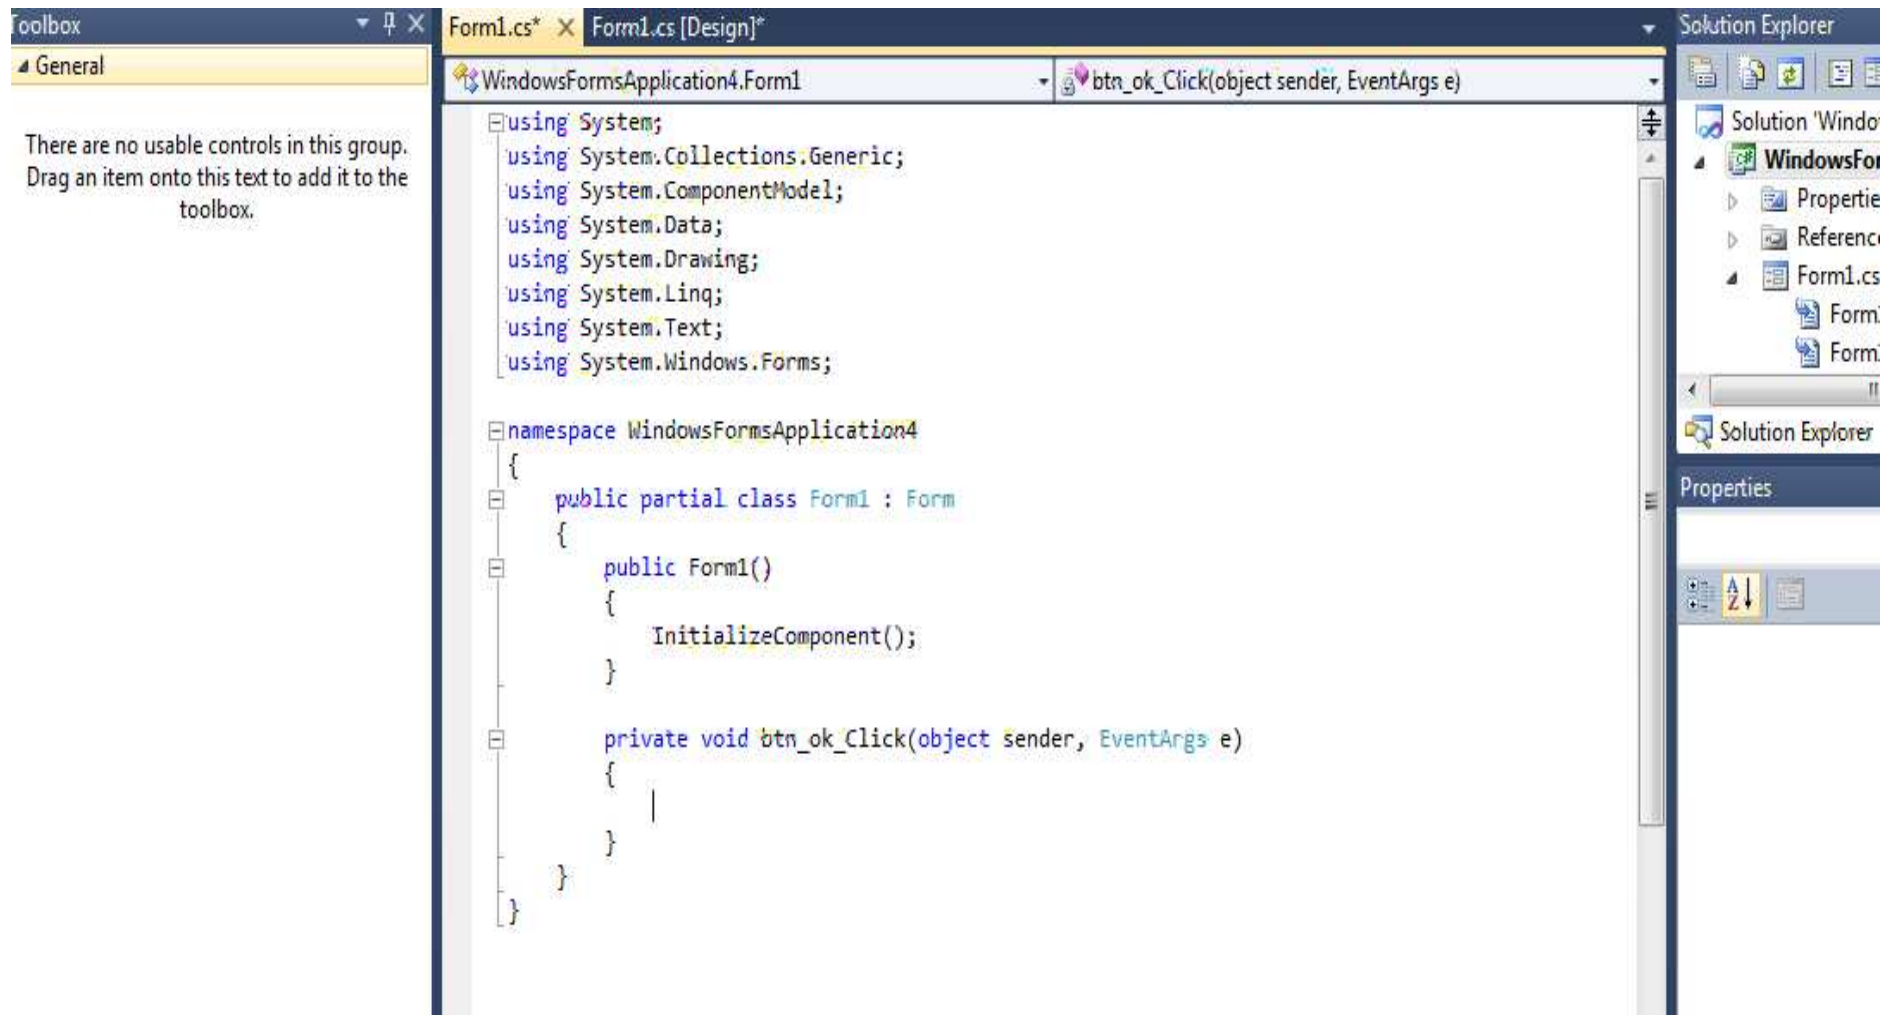 Toolbox
General
There are no usable controls in this group.
Drag an item onto this text to add it to the
toolbox.
Form1.cs*
Form1.cs [Design]*
WindowsFormsApplication4.Form1
btn_ok_Click(object sender, EventArgs e)
using System;
using System.Collections.Generic;
using System.ComponentModel;
using System.Data;
using System.Drawing;
using System.Linq;
using System.Text;
using System.Windows.Forms;
namespace WindowsFormsApplication4
{
public partial class Form1 : Form
{
public Form1()
{
InitializeComponent();
}
private void btn_ok_Click(object sender, EventArgs e)
{
}
}
}
Solution Explorer
Solution 'Windo
WindowsFor
Propertie
Referenc
Form1.cs
Form
Form
Solution Explorer
Properties